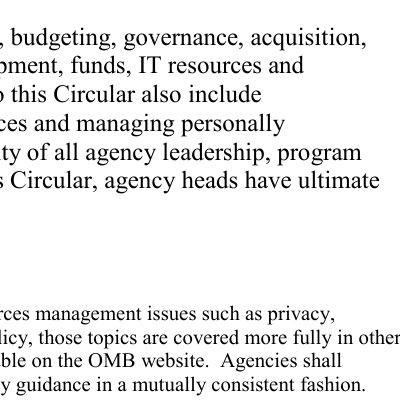 , budgeting, governance, acquisition,
pment, funds, IT resources and
this Circular also include
ces and managing personally
ty of all agency leadership, program
s Circular, agency heads have ultimate
rces management issues such as privacy,
licy, those topics are covered more fully in other
ble on the OMB website. Agencies shall
y guidance in a mutually consistent fashion.